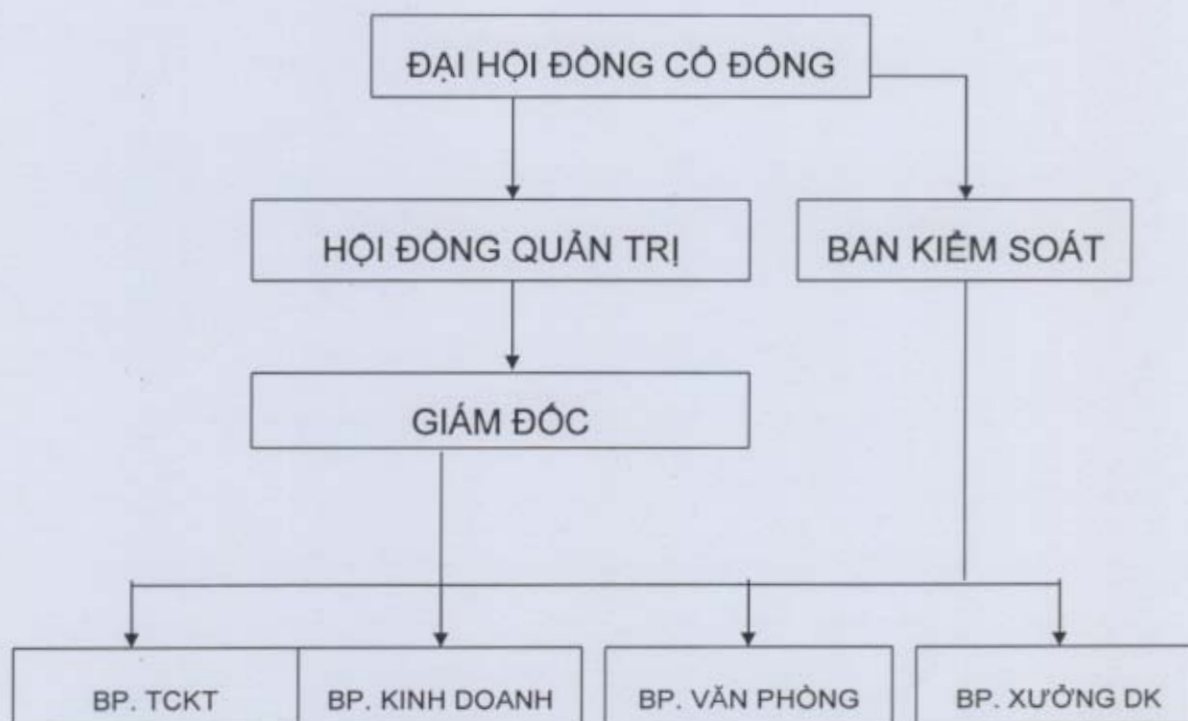 ĐẠI HỘI ĐỒNG CỔ ĐÔNG
HỘI ĐỒNG QUẢN TRỊ
BAN KIỂM SOÁT
GIÁM ĐỐC
BP. TCKT
BP. KINH DOANH
BP. VĂN PHÒNG
BP. XƯỞNG DK